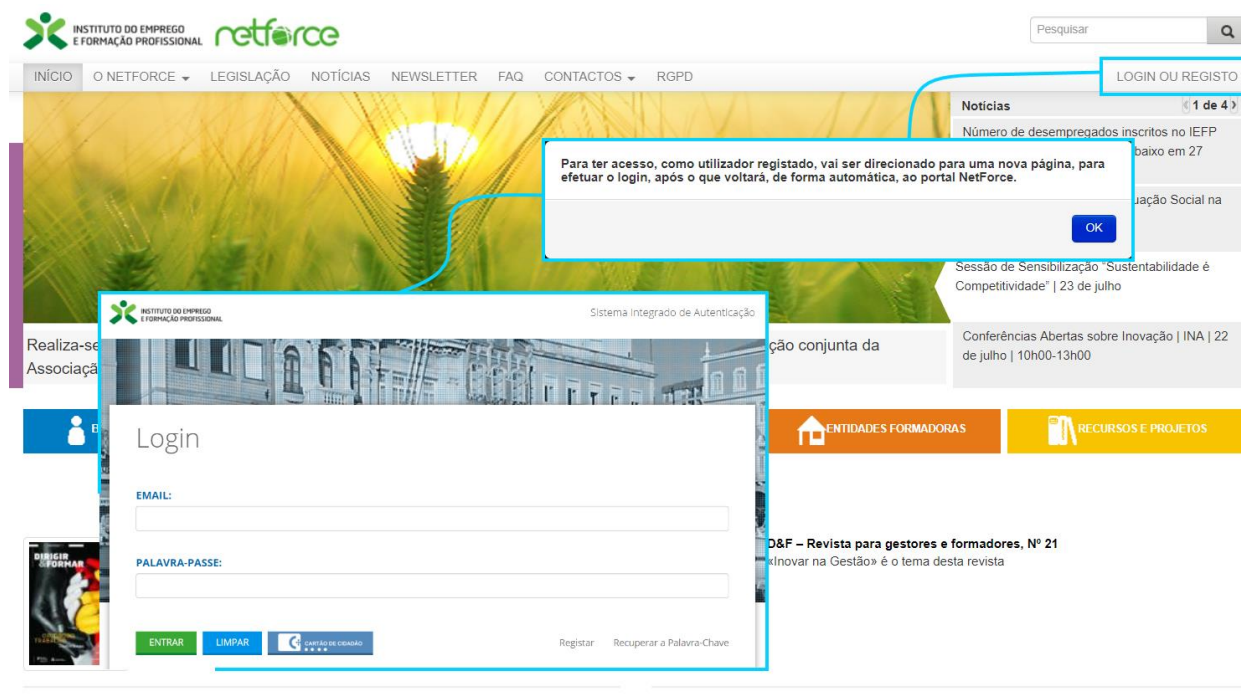 INSTITUTO DO EMPREGO
E FORMAÇÃO PROFISSIONAL
netforce
Pesquisar
INÍCIO O NETFORCE LEGISLAÇÃO NOTÍCIAS NEWSLETTER FAQ CONTACTOS RGPD LOGIN OU REGISTO
Notícias 1 de 4
Número de desempregados inscritos no IEFP
baixo em 27
Para ter acesso, como utilizador registado, vai ser direcionado para uma nova página, para
efetuar o login, após o que voltará, de forma automática, ao portal NetForce.
OK
Social na
Sessão de Sensibilização "Sustentabilidade é
Competitividade" | 23 de julho
Conferências Abertas sobre Inovação | INA | 22
de julho | 10h00-13h00
Realiza-se
ção conjunta da
Associaçã
INSTITUTO DO EMPREGO
E FORMAÇÃO PROFISSIONAL
Sistema Integrado de Autenticação
ENTIDADES FORMADORAS
RECURSOS E PROJETOS
Login
EMAIL:
PALAVRA-PASSE:
ENTRAR LIMPAR CARTÃO DE CIDADÃO Registar Recuperar a Palavra-Chave
DIRIGIR
&FORMAR
D&F – Revista para gestores e formadores, Nº 21
«Inovar na Gestão» é o tema desta revista